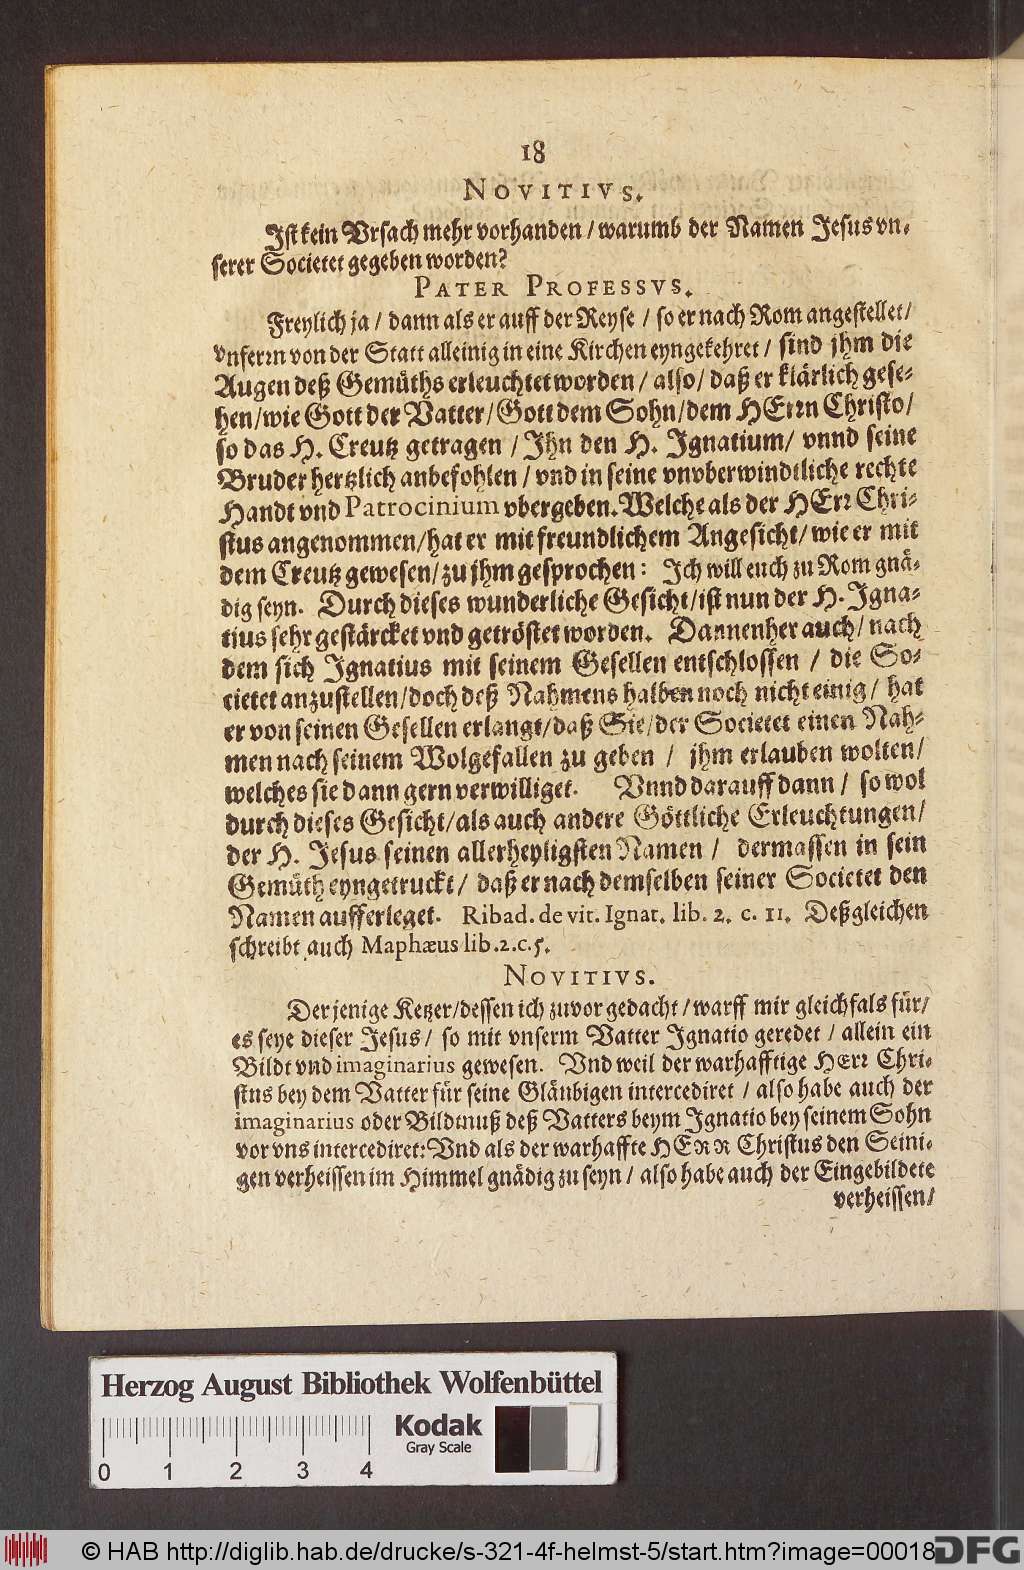 18
NOVITIVS.
Ist kein Vrsach mehr vorhanden / warumb der Namen Jesus vn-
serer Societet gegeben worden?
PATER PROFESSVS.
Freylich ja / dann als er auff der Reyse / so er nach Rom angestellet /
vnferrn von der Statt alleinig in eine Kirchen eyngekehret / sind jhm die
Augen deß Gemüths erleuchtet worden / also / daß er klärlich gese-
hen / wie Gott der Vatter / Gott dem Sohn / dem HErrn Christo /
so das H. Creutz getragen / Ihn den H. Ignatium / vnnd seine
Bruder hertzlich anbefohlen / vnd in seine vnvberwindtliche rechte
Handt vnd Patrocinium vbergeben. Welche als der HErr Chri-
stus angenommen / hat er mit freundlichem Angesicht / wie er mit
dem Creutz gewesen / zu jhm gesprochen: Ich will euch zu Rom gnä-
dig seyn. Durch dieses wunderliche Gesicht / ist nun der H. Igna-
tius sehr gestärcket vnd getröstet worden. Dannenher auch / nach
dem sich Ignatius mit seinem Gesellen entschlossen / die So-
cietet anzustellen / doch deß Nahmens halben noch nicht einig / hat
er von seinen Gesellen erlangt / daß Sie / der Societet einen Nah-
men nach seinem Wolgefallen zu geben / jhm erlauben wolten /
welches sie dann gern verwilliget. Vnnd darauff dann / so wol
durch dieses Gesicht / als auch andere Göttliche Erleuchtungen /
der H. Jesus seinen allerheyligsten Namen / dermassen in sein
Gemüth eyngetruckt / daß er nach demselben seiner Societet den
Namen aufferleget. Ribad. de vit. Ignat. lib. 2. c. 11. Deßgleichen
schreibt auch Maphæus lib. 2. c. 5.
NOVITIVS.
Der jenige Ketzer / dessen ich zuvor gedacht / warff mir gleichfals für /
es seye dieser Jesus / so mit vnserm Vatter Ignatio geredet / allein ein
Bildt vnd imaginarius gewesen. Vnd weil der warhafftige HErr Chri-
stus bey dem Vatter für seine Gläubigen intercediret / also habe auch der
imaginarius oder Bildtnuß deß Vatters beym Ignatio bey seinem Sohn
vor vns intercediret: Vnd als der warhaffte HERR Christus den Seini-
gen verheissen im Himmel gnädig zu seyn / also habe auch der Eingebildete
verheissen /
Herzog August Bibliothek Wolfenbüttel
Kodak
Gray Scale
0 1 2 3 4
© HAB http://diglib.hab.de/drucke/s-321-4f-helmst-5/start.htm?image=00018
DFG